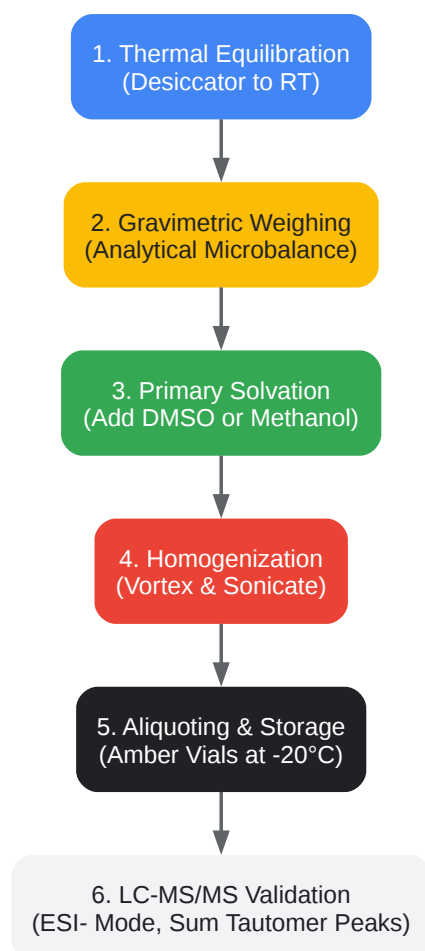 1. Thermal Equilibration
(Desiccator to RT)
2. Gravimetric Weighing
(Analytical Microbalance)
3. Primary Solvation
(Add DMSO or Methanol)
4. Homogenization
(Vortex & Sonicate)
5. Aliquoting & Storage
(Amber Vials at -20°C)
6. LC-MS/MS Validation
(ESI- Mode, Sum Tautomer Peaks)